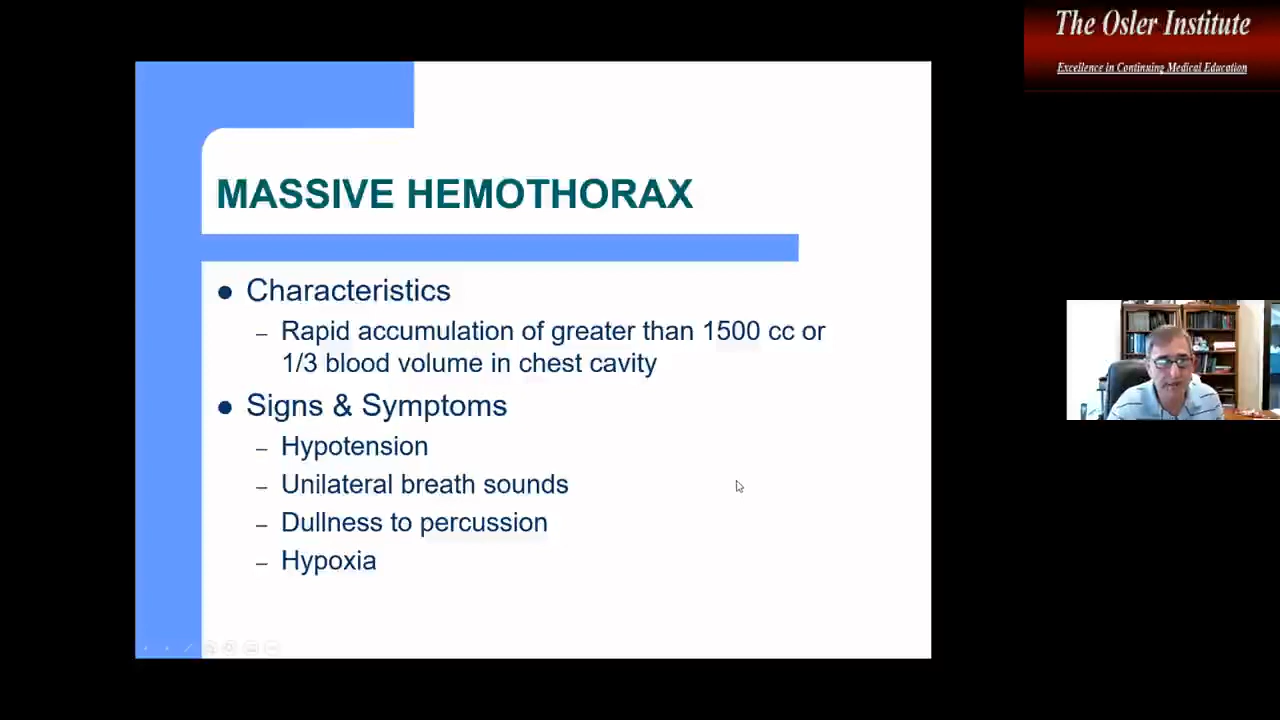 The Osler Institute
Excellence in Continuing Medical Education
MASSIVE HEMOTHORAX
● Characteristics
– Rapid accumulation of greater than 1500 cc or
1/3 blood volume in chest cavity
● Signs & Symptoms
– Hypotension
– Unilateral breath sounds
– Dullness to percussion
– Hypoxia